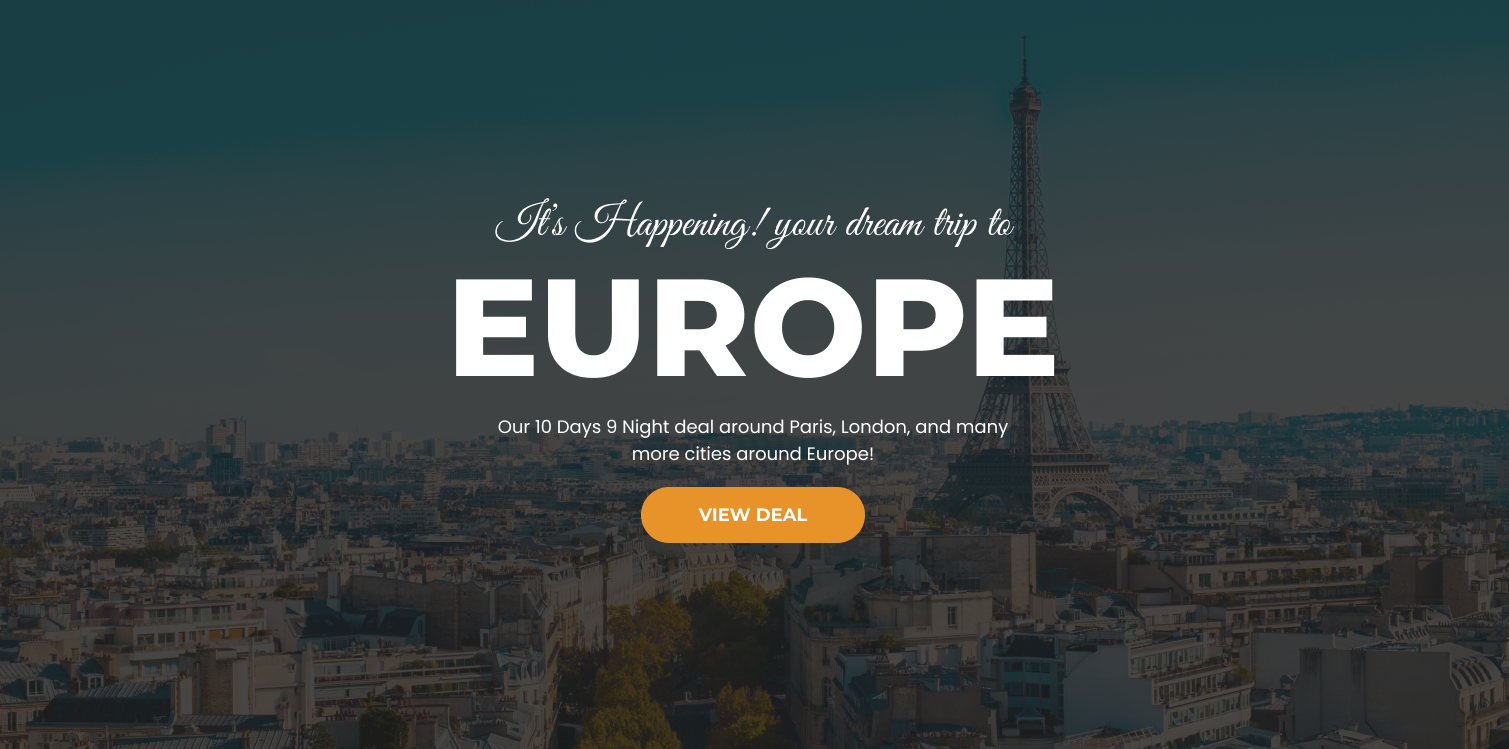 It's Happening! your dream trip to
EUROPE
Our 10 Days 9 Night deal around Paris, London, and many
more cities around Europe!
VIEW DEAL